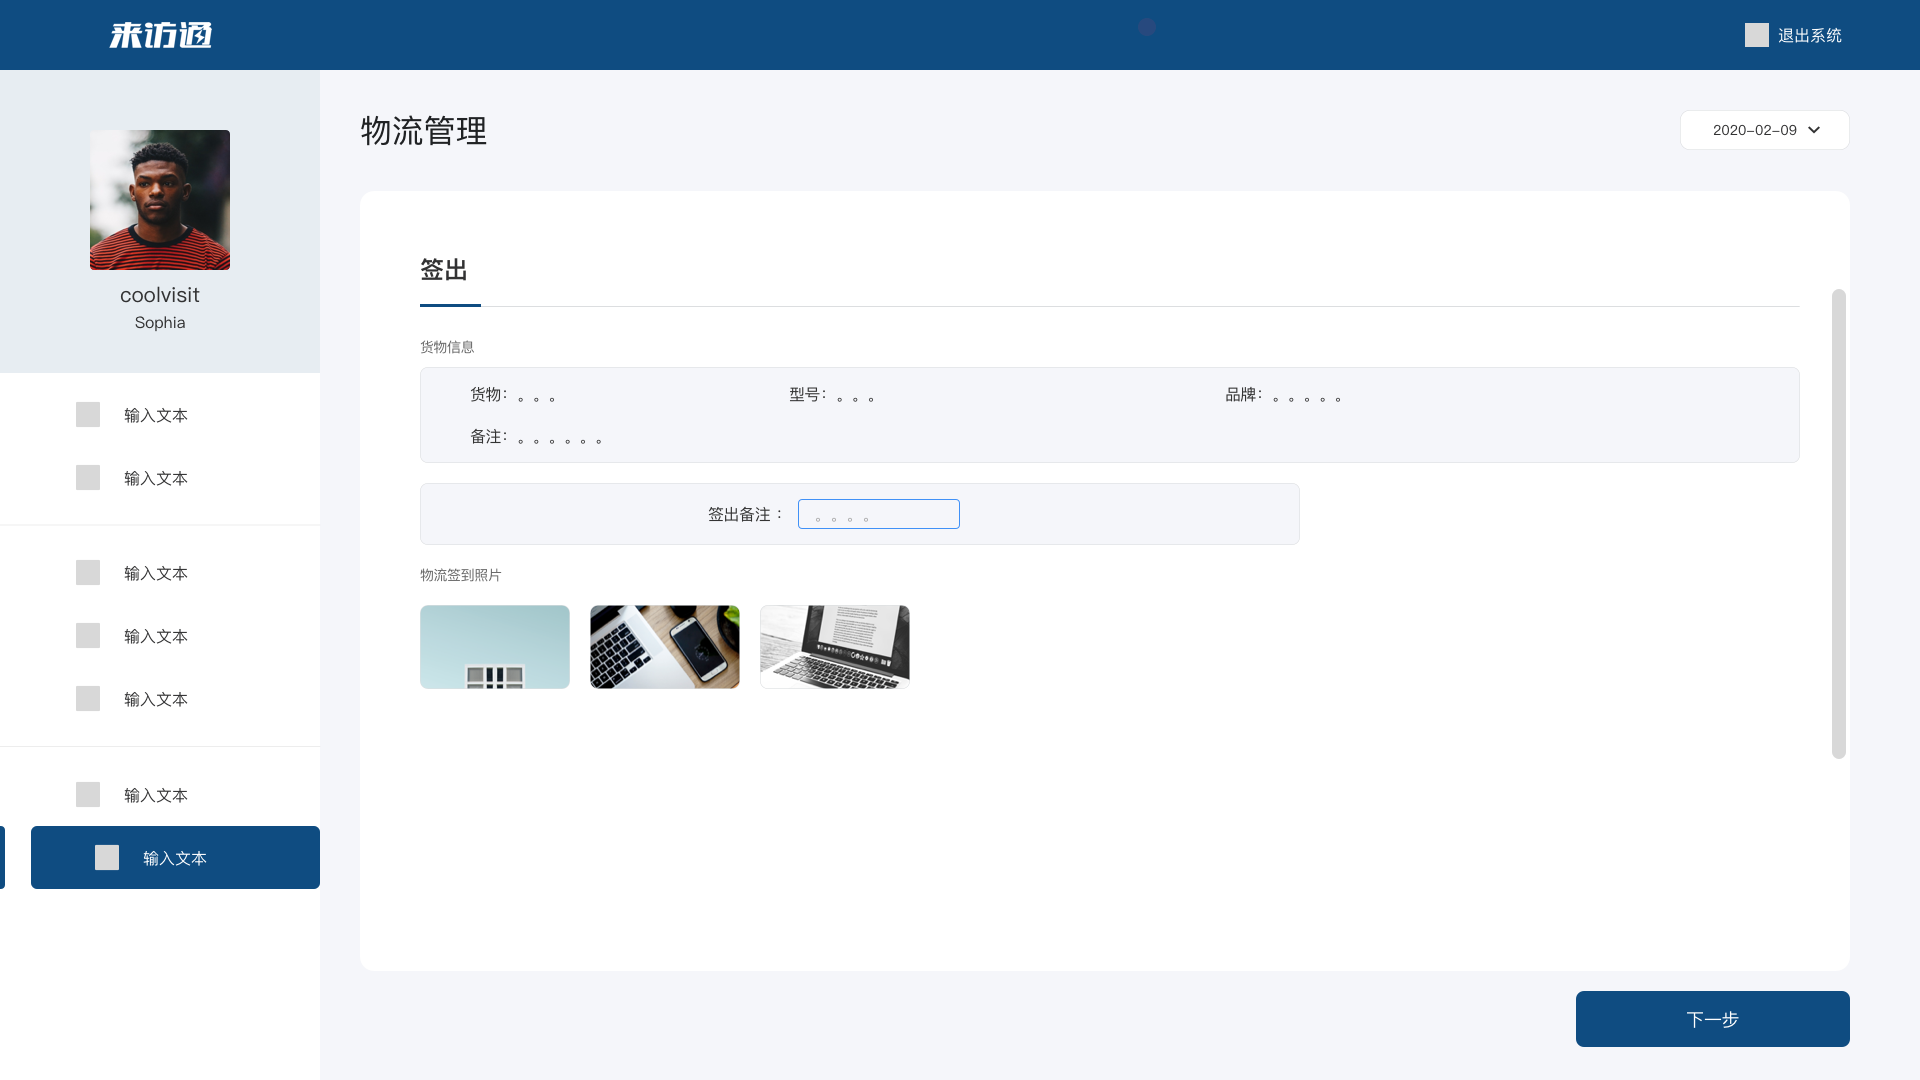 来访通
退出系统
coolvisit
Sophia
输入文本
输入文本
输入文本
输入文本
输入文本
输入文本
输入文本
物流管理
2020-02-09
签出
货物信息
货物：。。。 型号：。。。 品牌：。。。。。
备注：。。。。。。
签出备注： 。。。。
物流签到照片
下一步